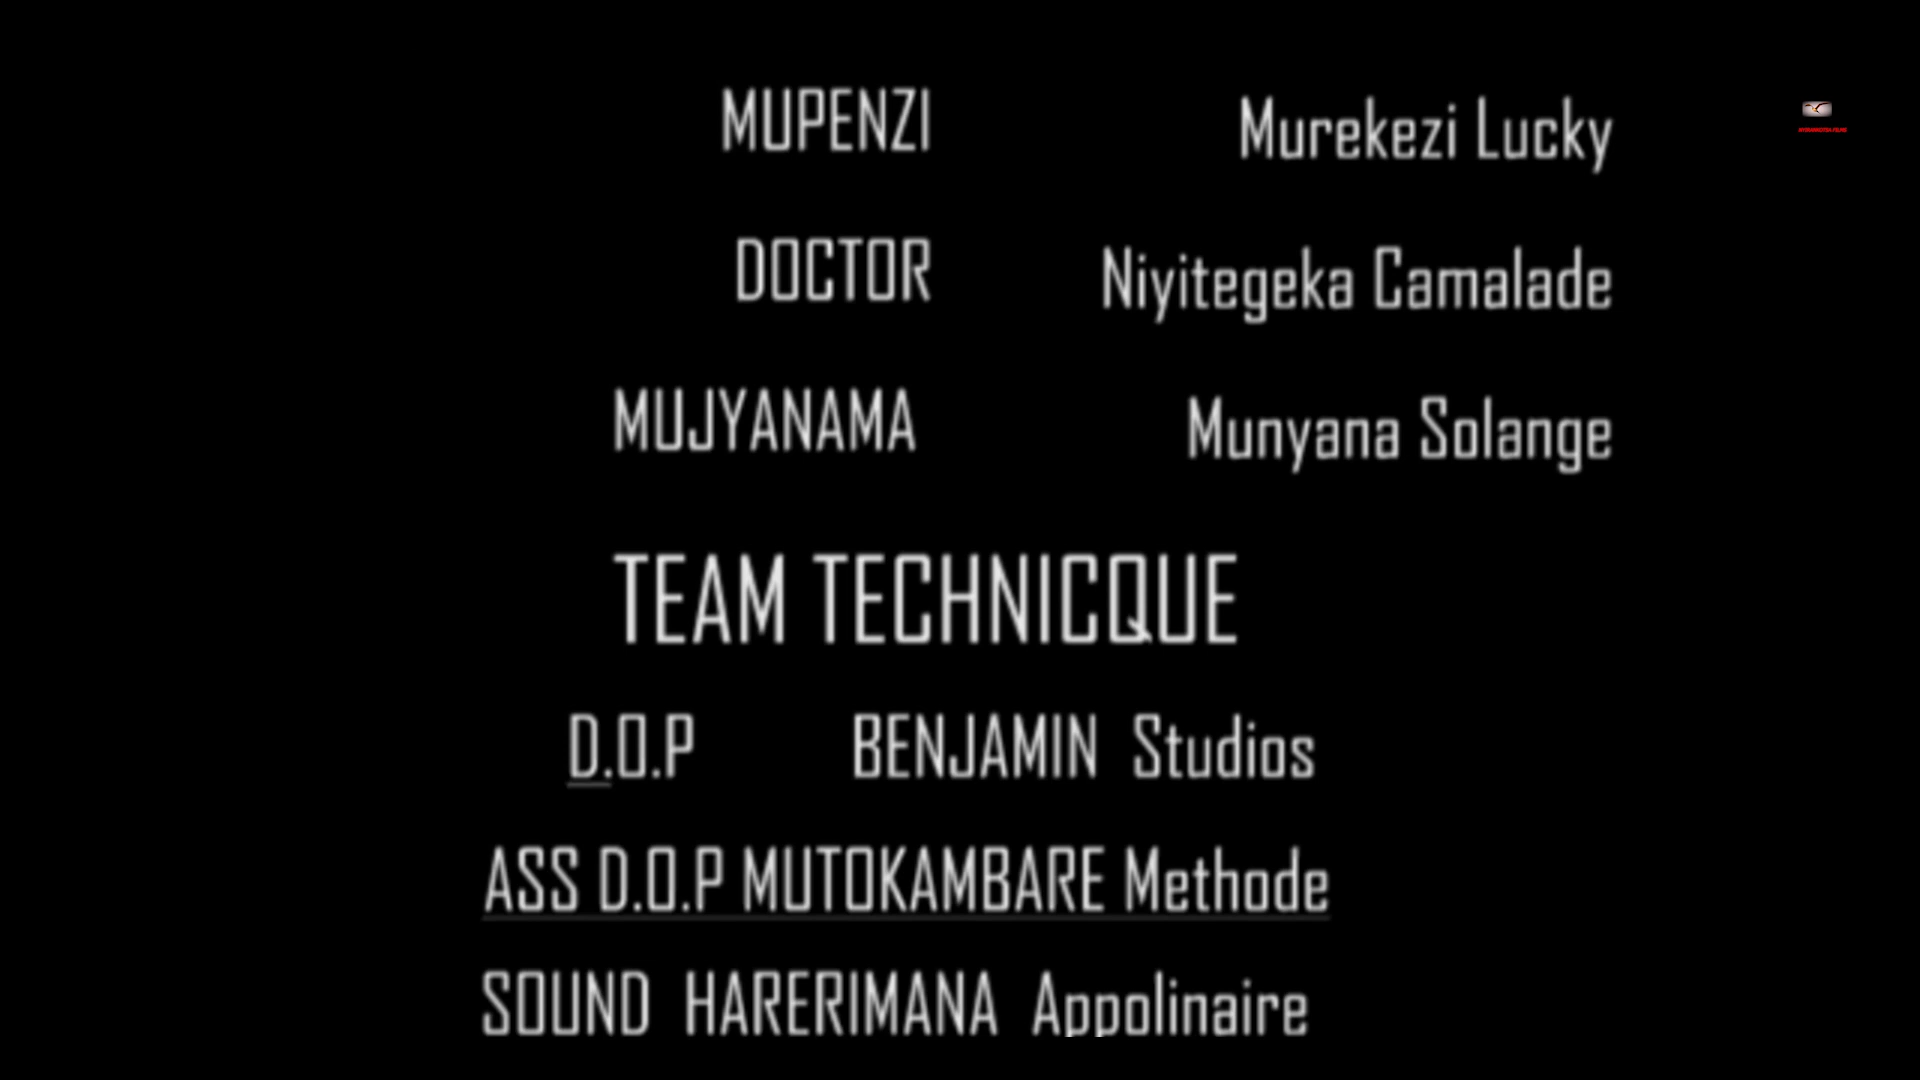 MUPENZI Murekezi Lucky
DOCTOR Niyitegeka Camalade
MUJYANAMA Munyana Solange
TEAM TECHNICQUE
D.O.P BENJAMIN Studios
ASS D.O.P MUTOKAMBARE Methode
SOUND HARERIMANA Appolinaire